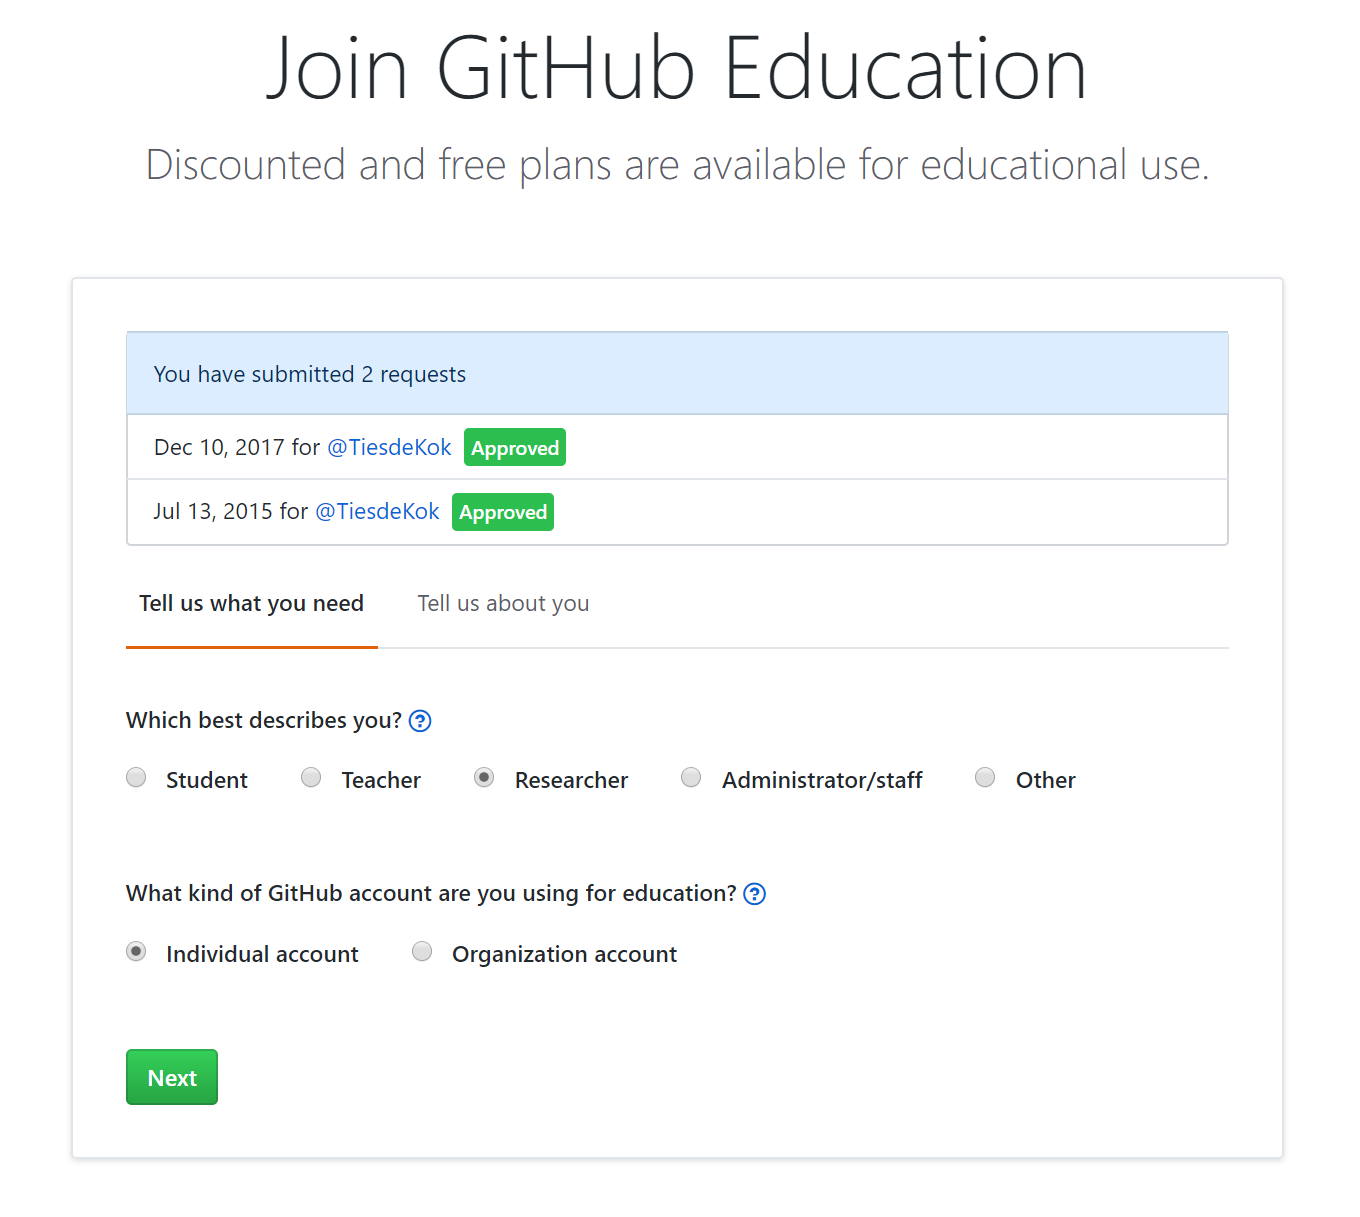 Join GitHub Education
Discounted and free plans are available for educational use.
You have submitted 2 requests
Dec 10, 2017 for @TiesdeKok Approved
Jul 13, 2015 for @TiesdeKok Approved
Tell us what you need Tell us about you
Which best describes you? ?
Student Teacher Researcher Administrator/staff Other
What kind of GitHub account are you using for education? ?
Individual account Organization account
Next